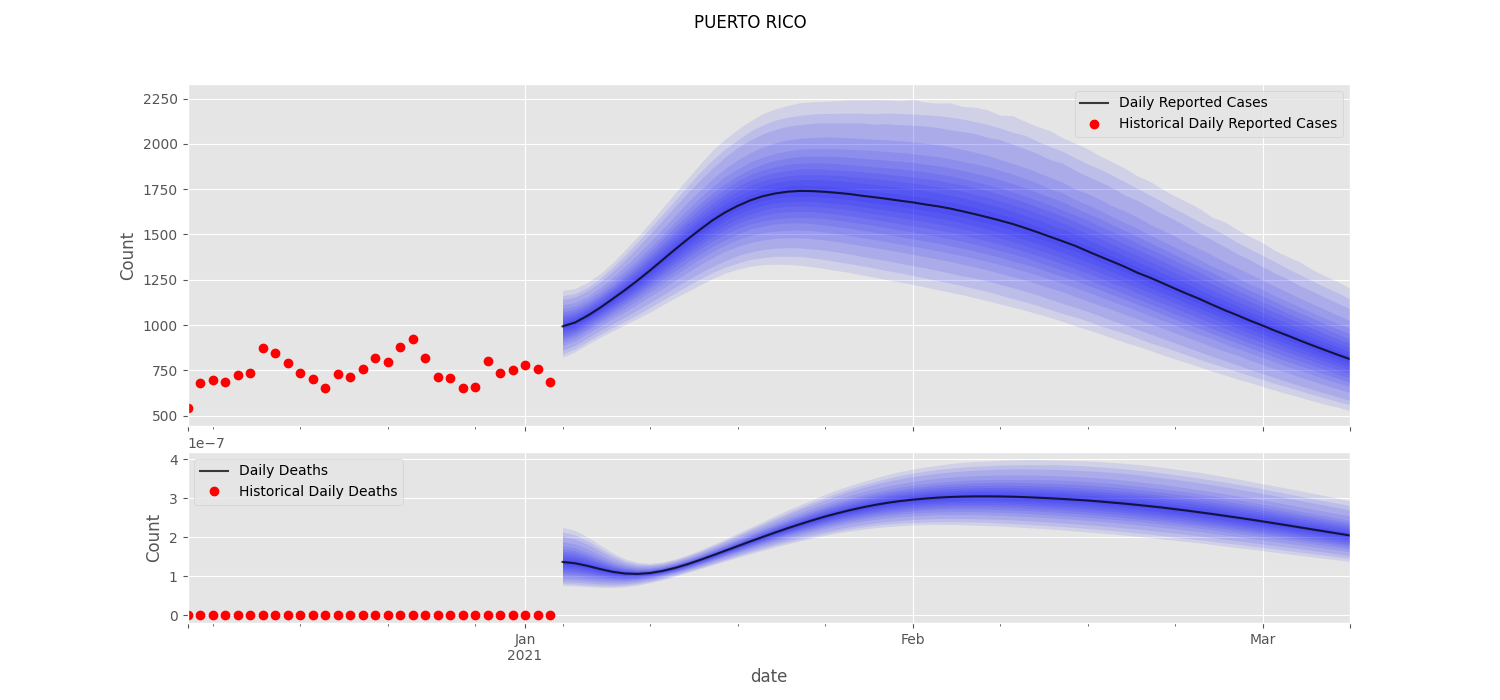 PUERTO RICO
2250
2000
1750
1500
1250
1000
750
500
Count
Daily Reported Cases
Historical Daily Reported Cases
1e−7
4
3
2
1
0
Count
Daily Deaths
Historical Daily Deaths
Jan
2021
Feb
Mar
date